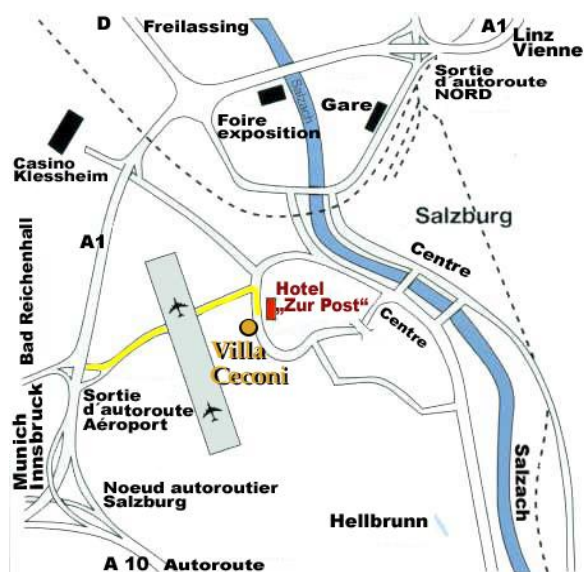 D
Freilassing
A1
Linz
Vienne
Sortie
d'autoroute
NORD
Salzach
Foire
exposition
Gare
Casino
Klessheim
Salzburg
Centre
A1
Bad Reichenhall
Hotel
„Zur Post“
Centre
Villa
Ceconi
Sortie
d'autoroute
Aéroport
Munich
Innsbruck
Noeud autoroutier
Salzburg
Hellbrunn
Salzach
A 10 Autoroute